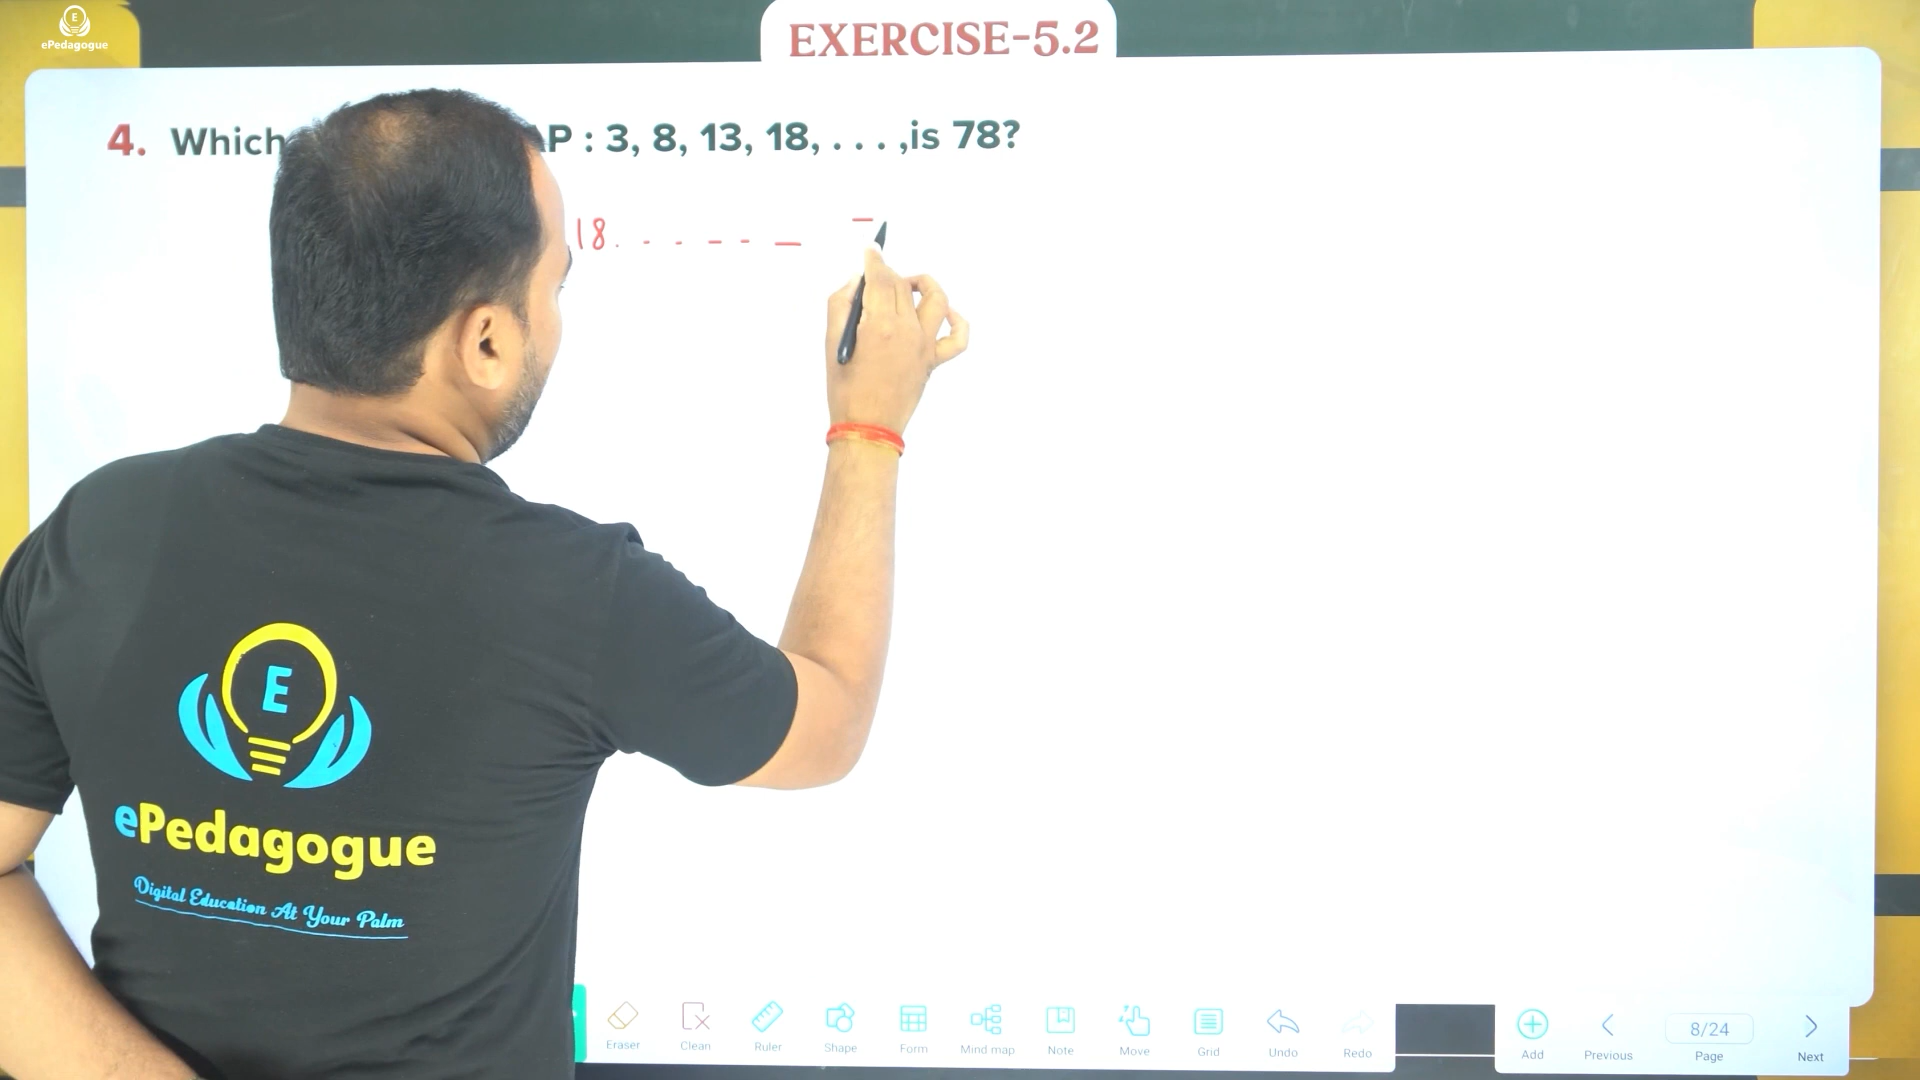 E
ePedagogue
EXERCISE-5.2
4. Which AP : 3, 8, 13, 18, . . . ,is 78?
18. - - - - —
E
ePedagogue
Digital Education At Your Palm
Eraser
Clean
Ruler
Shape
Form
Mind map
Note
Move
Grid
Undo
Redo
Add
Previous
8/24
Page
Next